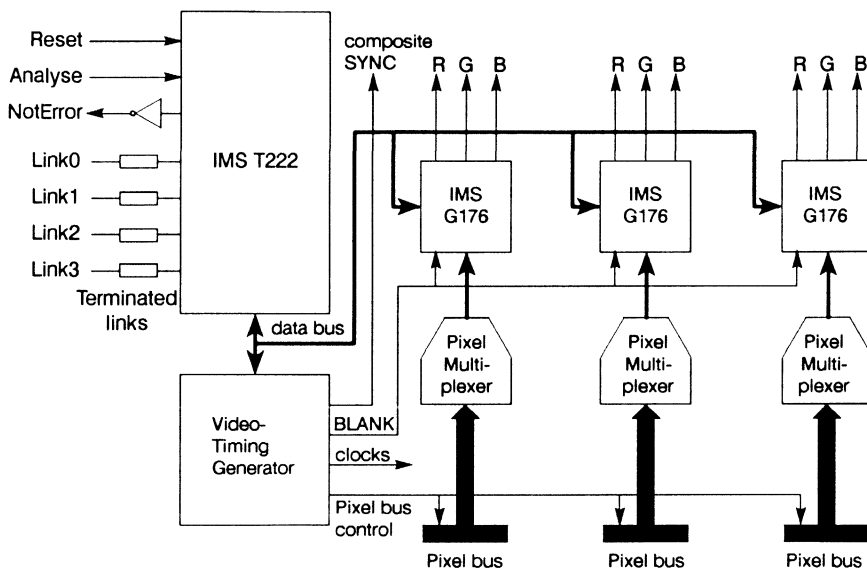 Reset
Analyse
NotError
Link0
Link1
Link2
Link3
Terminated
links
IMS T222
data bus
composite
SYNC
R G B
R G B
R G B
IMS
G176
IMS
G176
IMS
G176
Pixel
Multi-
plexer
Pixel
Multi-
plexer
Pixel
Multi-
plexer
Video-
Timing
Generator
BLANK
clocks
Pixel bus
control
Pixel bus
Pixel bus
Pixel bus